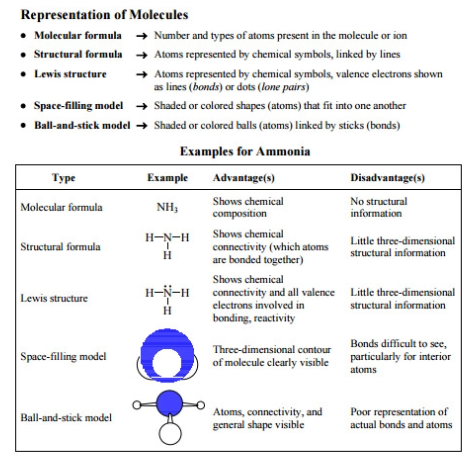 Representation of Molecules
• Molecular formula → Number and types of atoms present in the molecule or ion
• Structural formula → Atoms represented by chemical symbols, linked by lines
• Lewis structure → Atoms represented by chemical symbols, valence electrons shown
as lines (bonds) or dots (lone pairs)
• Space-filling model → Shaded or colored shapes (atoms) that fit into one another
• Ball-and-stick model → Shaded or colored balls (atoms) linked by sticks (bonds)
Examples for Ammonia
Type Example Advantage(s) Disadvantage(s)
Molecular formula NH₃ Shows chemical
composition No structural
information
Structural formula H–N–H
H Shows chemical
connectivity (which atoms
are bonded together) Little three-dimensional
structural information
Lewis structure H–N̈–H
H Shows chemical
connectivity and all valence
electrons involved in
bonding, reactivity Little three-dimensional
structural information
Space-filling model Three-dimensional contour
of molecule clearly visible Bonds difficult to see,
particularly for interior
atoms
Ball-and-stick model Atoms, connectivity, and
general shape visible Poor representation of
actual bonds and atoms